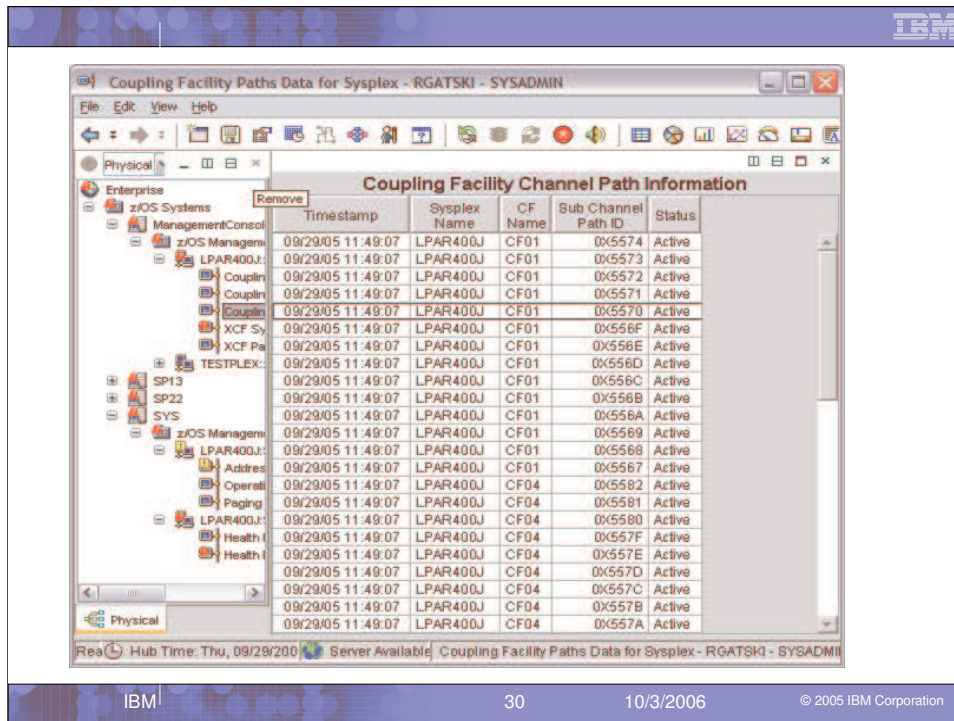 IBM
Coupling Facility Paths Data for Sysplex - RGATSKI - SYSADMIN
File Edit View Help
Physical
Coupling Facility Channel Path Information
Remove
Enterprise
z/OS Systems
ManagementConsol
z/OS Managem
LPAR400J:
Couplin
Couplin
Couplin
XCF Sy
XCF Pa
TESTPLEX:
SP13
SP22
SYS
z/OS Managem
LPAR400J:
Addres
Operati
Paging
LPAR400J:
Health
Health
Physical
Timestamp Sysplex Name CF Name Sub Channel Path ID Status
09/29/05 11:49:07 LPAR400J CF01 0X5574 Active
09/29/05 11:49:07 LPAR400J CF01 0X5573 Active
09/29/05 11:49:07 LPAR400J CF01 0X5572 Active
09/29/05 11:49:07 LPAR400J CF01 0X5571 Active
09/29/05 11:49:07 LPAR400J CF01 0X5570 Active
09/29/05 11:49:07 LPAR400J CF01 0X556F Active
09/29/05 11:49:07 LPAR400J CF01 0X556E Active
09/29/05 11:49:07 LPAR400J CF01 0X556D Active
09/29/05 11:49:07 LPAR400J CF01 0X556C Active
09/29/05 11:49:07 LPAR400J CF01 0X556B Active
09/29/05 11:49:07 LPAR400J CF01 0X556A Active
09/29/05 11:49:07 LPAR400J CF01 0X5569 Active
09/29/05 11:49:07 LPAR400J CF01 0X5568 Active
09/29/05 11:49:07 LPAR400J CF01 0X5567 Active
09/29/05 11:49:07 LPAR400J CF04 0X5582 Active
09/29/05 11:49:07 LPAR400J CF04 0X5581 Active
09/29/05 11:49:07 LPAR400J CF04 0X5580 Active
09/29/05 11:49:07 LPAR400J CF04 0X557F Active
09/29/05 11:49:07 LPAR400J CF04 0X557E Active
09/29/05 11:49:07 LPAR400J CF04 0X557D Active
09/29/05 11:49:07 LPAR400J CF04 0X557C Active
09/29/05 11:49:07 LPAR400J CF04 0X557B Active
09/29/05 11:49:07 LPAR400J CF04 0X557A Active
Rea Hub Time: Thu, 09/29/200 Server Available Coupling Facility Paths Data for Sysplex - RGATSKI - SYSADMI
IBM 30 10/3/2006 © 2005 IBM Corporation